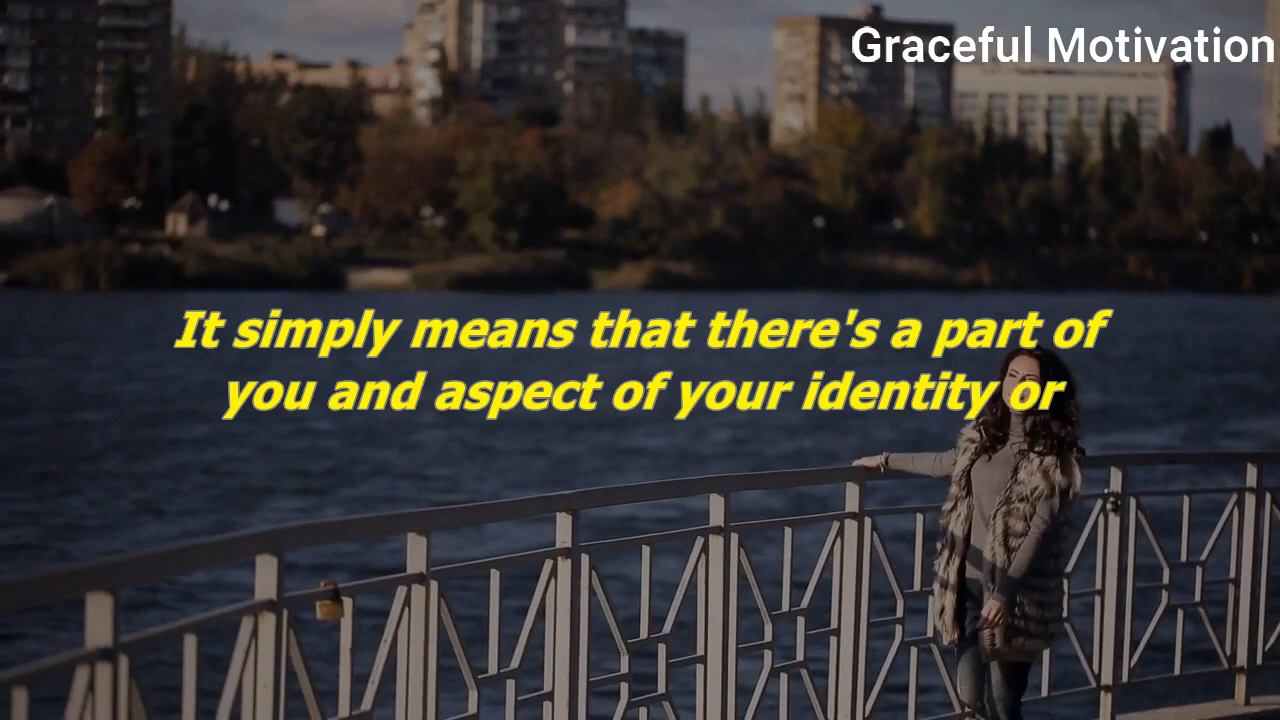 Graceful Motivation
It simply means that there's a part of
you and aspect of your identity or